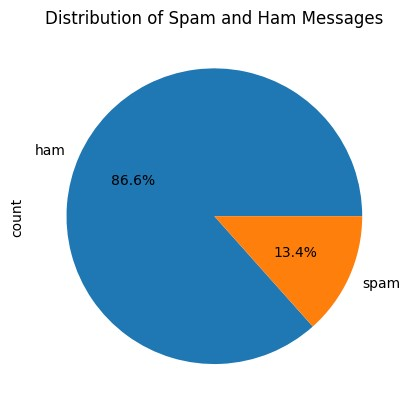 Distribution of Spam and Ham Messages
ham
86.6%
count
13.4%
spam